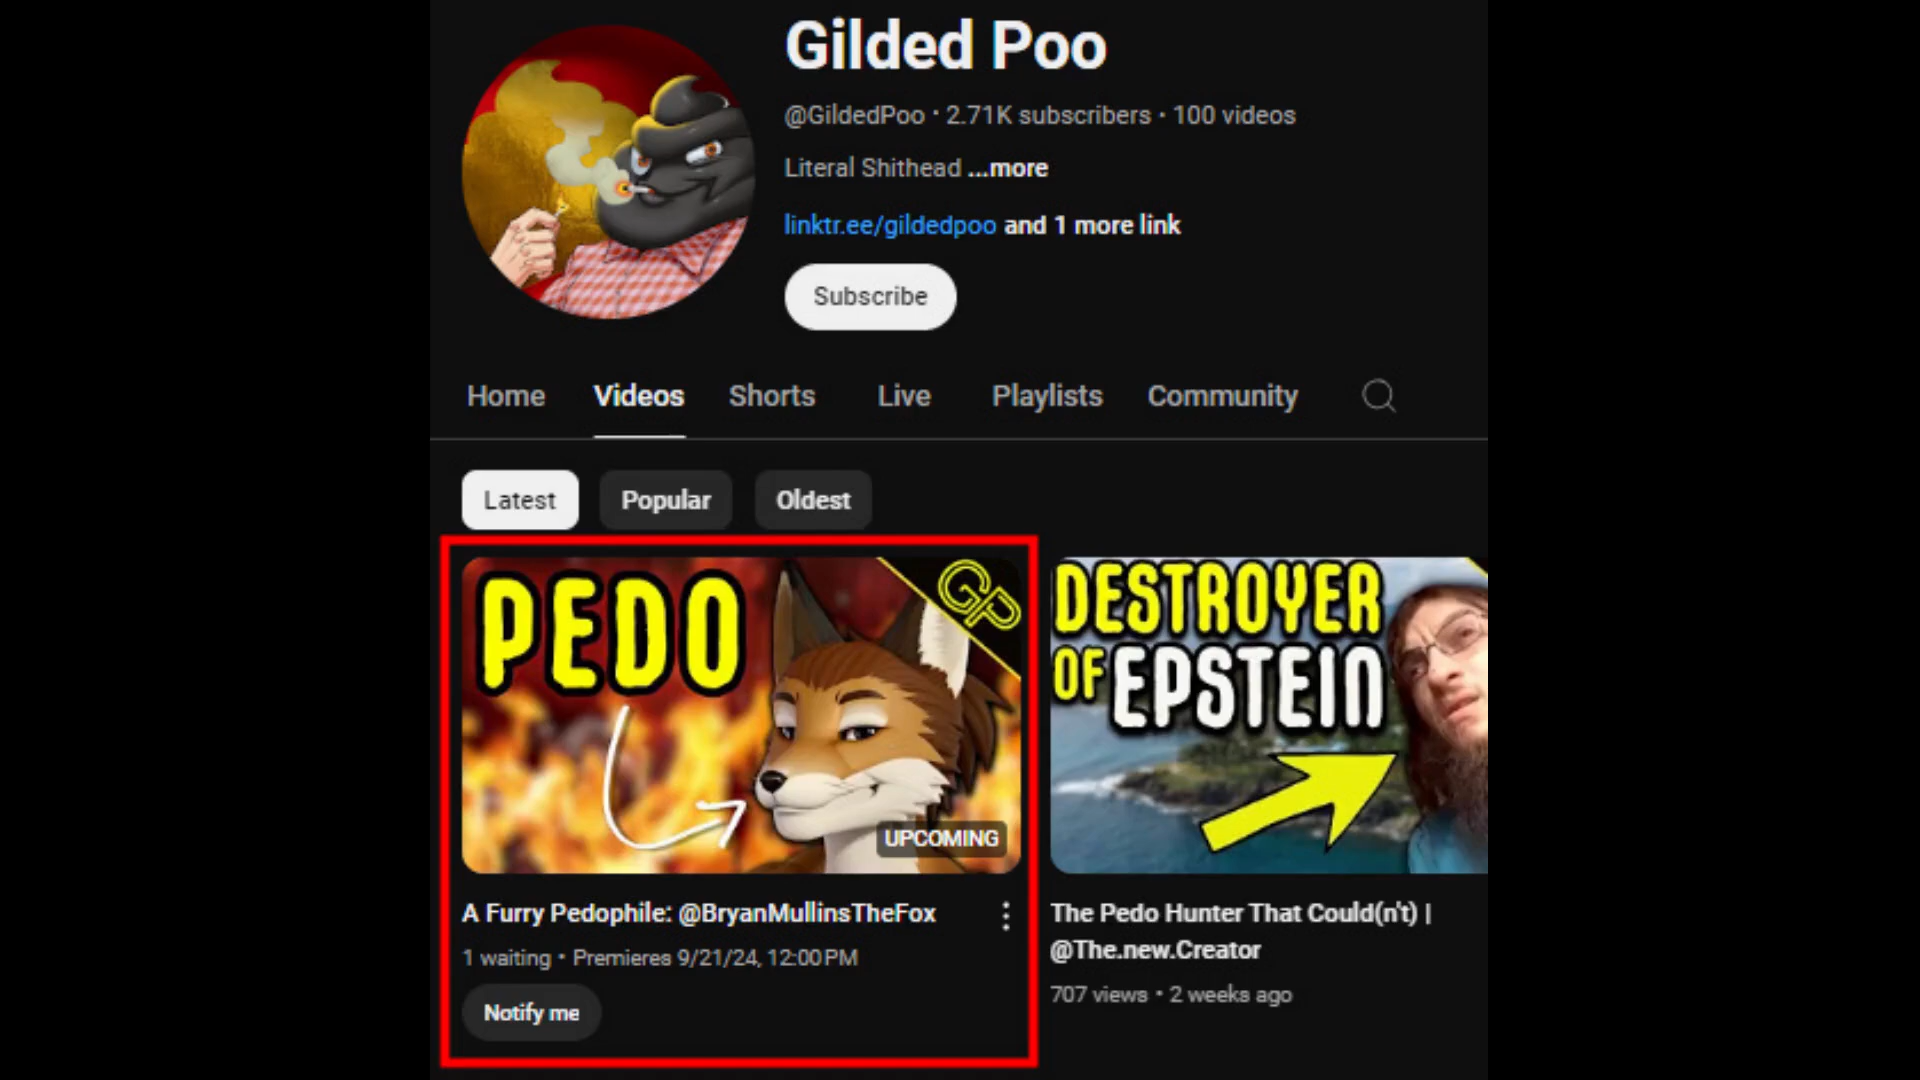 Gilded Poo
@GildedPoo • 2.71K subscribers • 100 videos
Literal Shithead ...more
linktr.ee/gildedpoo and 1 more link
Subscribe
Home Videos Shorts Live Playlists Community
Latest Popular Oldest
PEDO
GP
UPCOMING
A Furry Pedophile: @BryanMullinsTheFox
1 waiting • Premieres 9/21/24, 12:00 PM
Notify me
DESTROYER
OF EPSTEIN
The Pedo Hunter That Could(n't) |
@The.new.Creator
707 views • 2 weeks ago